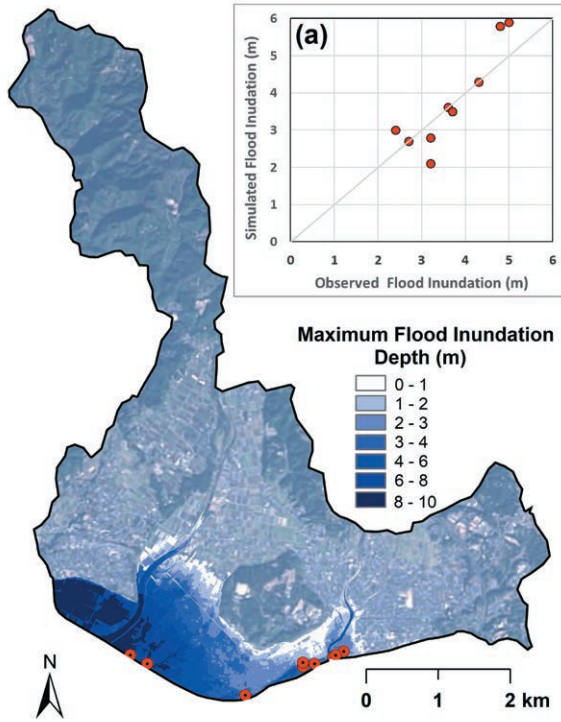 (a)
Simulated Flood Inudation (m)
6
5
4
3
2
1
0
0 1 2 3 4 5 6
Observed Flood Inundation (m)
Maximum Flood Inundation
Depth (m)
0 - 1
1 - 2
2 - 3
3 - 4
4 - 6
6 - 8
8 - 10
N
0 1 2 km